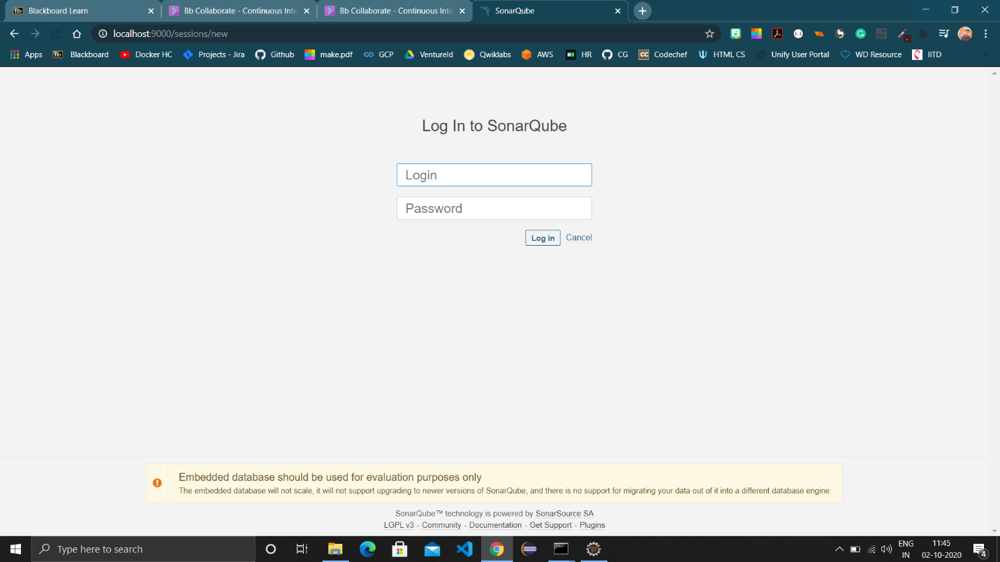 Blackboard Learn
Bb Collaborate - Continuous Inte
Bb Collaborate - Continuous Inte
SonarQube
localhost:9000/sessions/new
Apps Bb Blackboard Docker HC Projects - Jira Github make.pdf GCP VentureId Qwiklabs AWS HR CG CC Codechef HTML CS Unify User Portal WD Resource IITD
Log In to SonarQube
Login
Password
Log in Cancel
Embedded database should be used for evaluation purposes only
The embedded database will not scale, it will not support upgrading to newer versions of SonarQube, and there is no support for migrating your data out of it into a different database engine.
SonarQube™ technology is powered by SonarSource SA
LGPL v3 - Community - Documentation - Get Support - Plugins
Type here to search
ENG
IN
11:45
02-10-2020
4